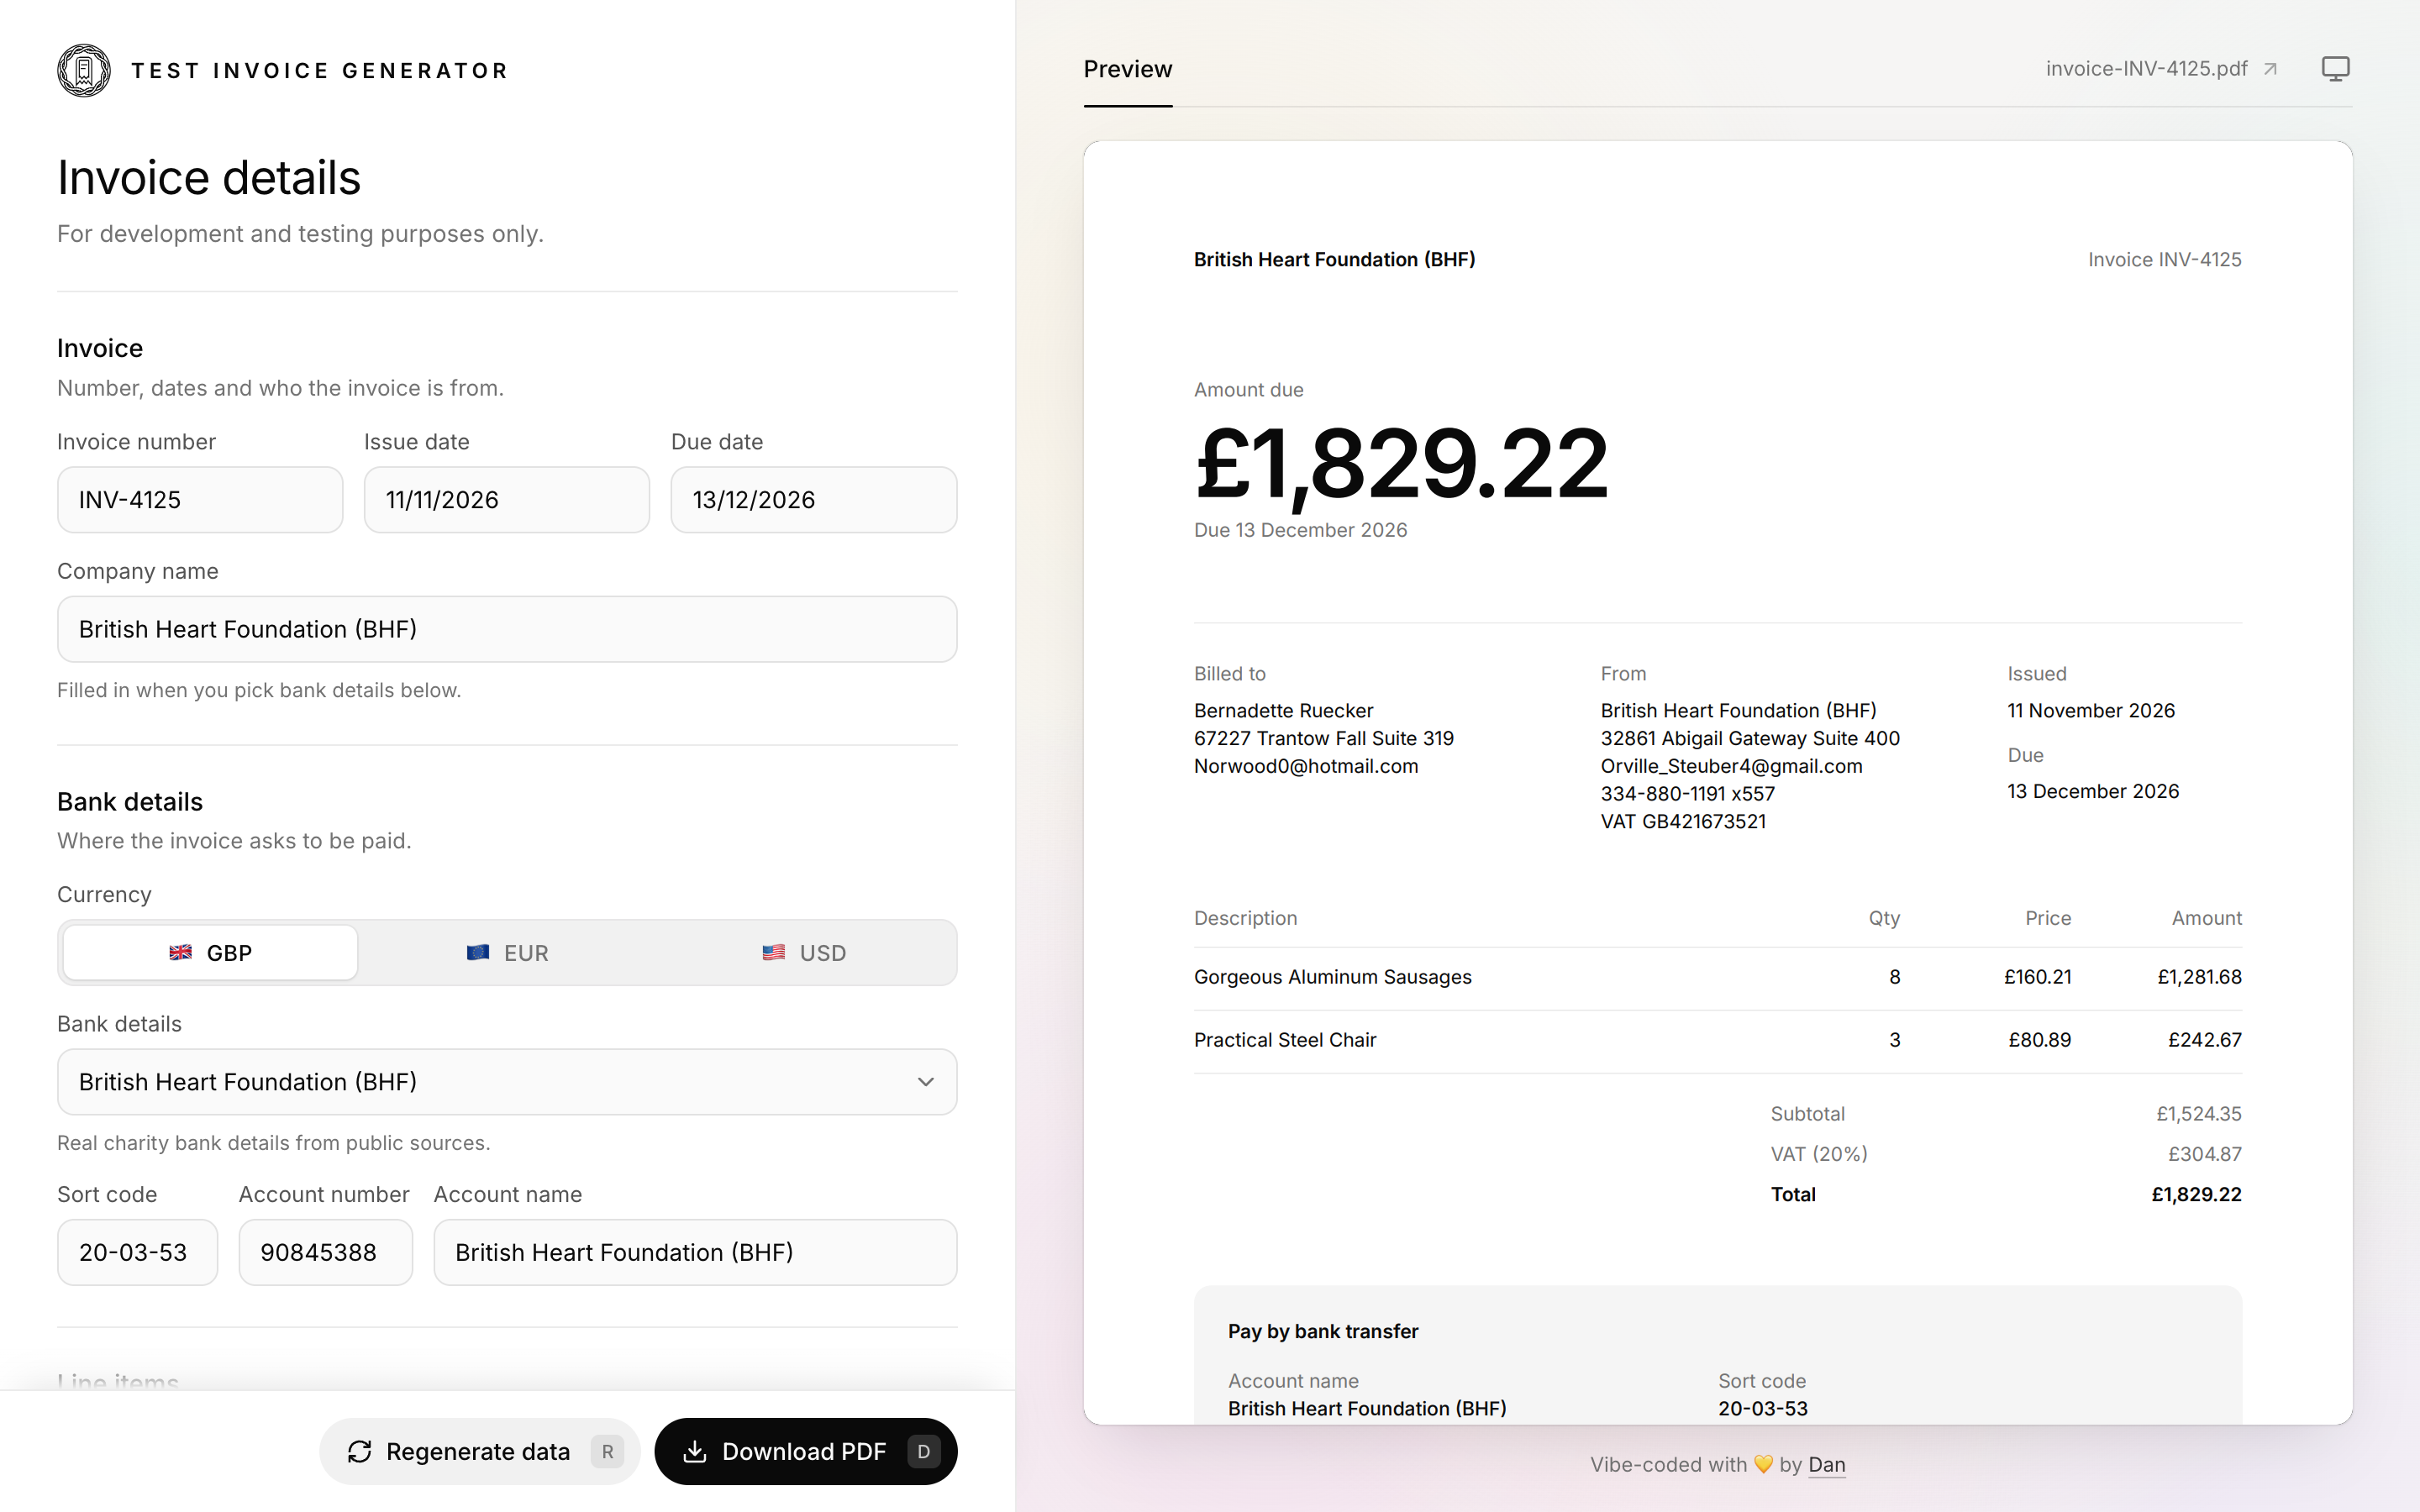 TEST INVOICE GENERATOR
Invoice details
For development and testing purposes only.
Invoice
Number, dates and who the invoice is from.
Invoice number Issue date Due date
INV-4125 11/11/2026 13/12/2026
Company name
British Heart Foundation (BHF)
Filled in when you pick bank details below.
Bank details
Where the invoice asks to be paid.
Currency
GBP EUR USD
Bank details
British Heart Foundation (BHF)
Real charity bank details from public sources.
Sort code Account number Account name
20-03-53 90845388 British Heart Foundation (BHF)
Line items
Regenerate data R Download PDF D
Preview invoice-INV-4125.pdf
British Heart Foundation (BHF) Invoice INV-4125
Amount due
£1,829.22
Due 13 December 2026
Billed to
Bernadette Ruecker
67227 Trantow Fall Suite 319
Norwood0@hotmail.com
From
British Heart Foundation (BHF)
32861 Abigail Gateway Suite 400
Orville_Steuber4@gmail.com
334-880-1191 x557
VAT GB421673521
Issued
11 November 2026
Due
13 December 2026
Description Qty Price Amount
Gorgeous Aluminum Sausages 8 £160.21 £1,281.68
Practical Steel Chair 3 £80.89 £242.67
Subtotal £1,524.35
VAT (20%) £304.87
Total £1,829.22
Pay by bank transfer
Account name Sort code
British Heart Foundation (BHF) 20-03-53
Vibe-coded with 💛 by Dan